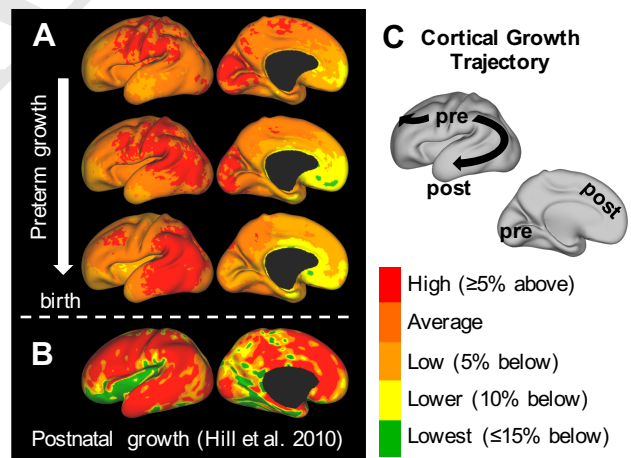 A
Preterm growth
birth
B
Postnatal growth (Hill et al. 2010)
C Cortical Growth
Trajectory
pre
post
post
pre
High (≥5% above)
Average
Low (5% below)
Lower (10% below)
Lowest (≤15% below)